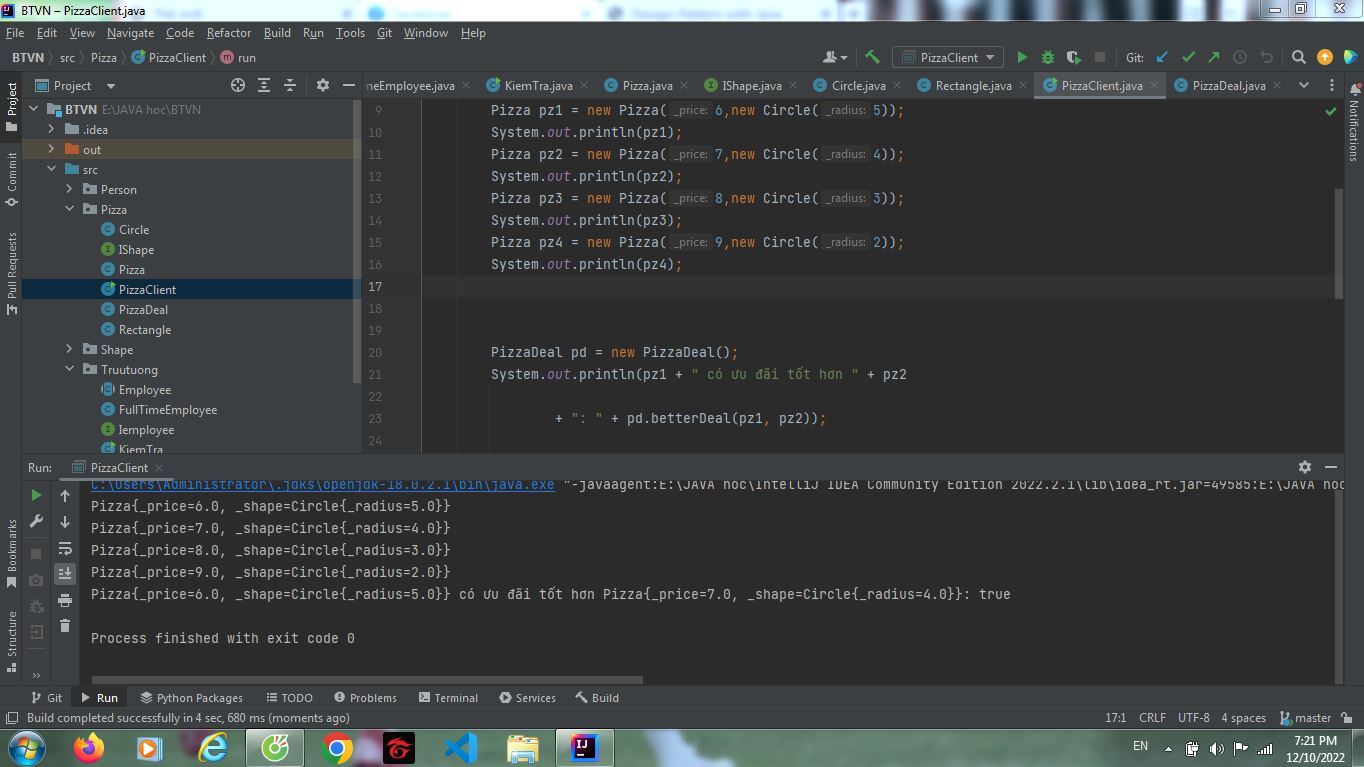 BTVN – PizzaClient.java
File Edit View Navigate Code Refactor Build Run Tools Git Window Help
BTVN src Pizza PizzaClient run
PizzaClient Git:
Project
meEmployee.java KiemTra.java Pizza.java IShape.java Circle.java Rectangle.java PizzaClient.java PizzaDeal.java
Project
Commit
Pull Requests
Bookmarks
Structure
Notifications
BTVN E:\JAVA hoc\BTVN
.idea
out
src
Person
Pizza
Circle
IShape
Pizza
PizzaClient
PizzaDeal
Rectangle
Shape
Truutuong
Employee
FullTimeEmployee
Iemployee
KiemTra
9 Pizza pz1 = new Pizza( _price: 6,new Circle( _radius: 5));
10 System.out.println(pz1);
11 Pizza pz2 = new Pizza( _price: 7,new Circle( _radius: 4));
12 System.out.println(pz2);
13 Pizza pz3 = new Pizza( _price: 8,new Circle( _radius: 3));
14 System.out.println(pz3);
15 Pizza pz4 = new Pizza( _price: 9,new Circle( _radius: 2));
16 System.out.println(pz4);
17
18
19
20 PizzaDeal pd = new PizzaDeal();
21 System.out.println(pz1 + " có ưu đãi tốt hơn " + pz2
22
23 + ": " + pd.betterDeal(pz1, pz2));
24
Run: PizzaClient
C:\Users\Administrator\.jdks\openjdk-18.0.2.1\bin\java.exe "-javaagent:E:\JAVA hoc\IntelliJ IDEA Community Edition 2022.2.1\lib\idea_rt.jar=49585:E:\JAVA hoc
Pizza{_price=6.0, _shape=Circle{_radius=5.0}}
Pizza{_price=7.0, _shape=Circle{_radius=4.0}}
Pizza{_price=8.0, _shape=Circle{_radius=3.0}}
Pizza{_price=9.0, _shape=Circle{_radius=2.0}}
Pizza{_price=6.0, _shape=Circle{_radius=5.0}} có ưu đãi tốt hơn Pizza{_price=7.0, _shape=Circle{_radius=4.0}}: true
Process finished with exit code 0
Git Run Python Packages TODO Problems Terminal Services Build
Build completed successfully in 4 sec, 680 ms (moments ago)
17:1 CRLF UTF-8 4 spaces master
EN
7:21 PM
12/10/2022